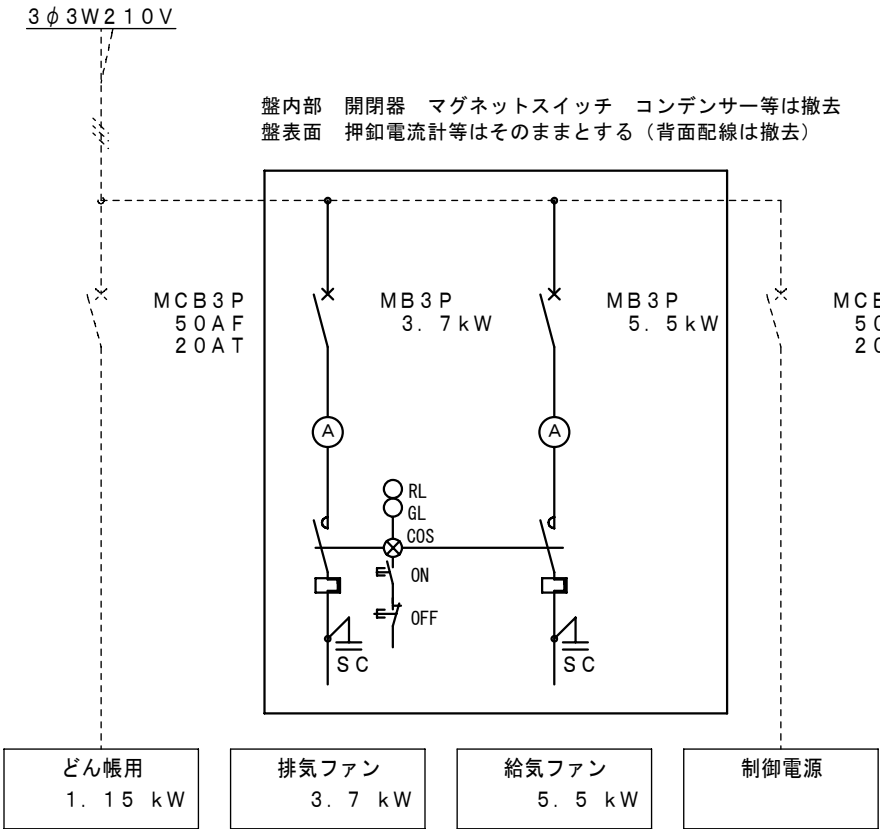 3φ3W210V
盤内部　開閉器　マグネットスイッチ　コンデンサー等は撤去
盤表面　押釦電流計等はそのままとする（背面配線は撤去）
MCB3P
50AF
20AT
MB3P
3.7kW
MB3P
5.5kW
MCB
50
20
A
A
RL
GL
COS
ON
OFF
SC
SC
どん帳用
1.15 kW
排気ファン
3.7 kW
給気ファン
5.5 kW
制御電源